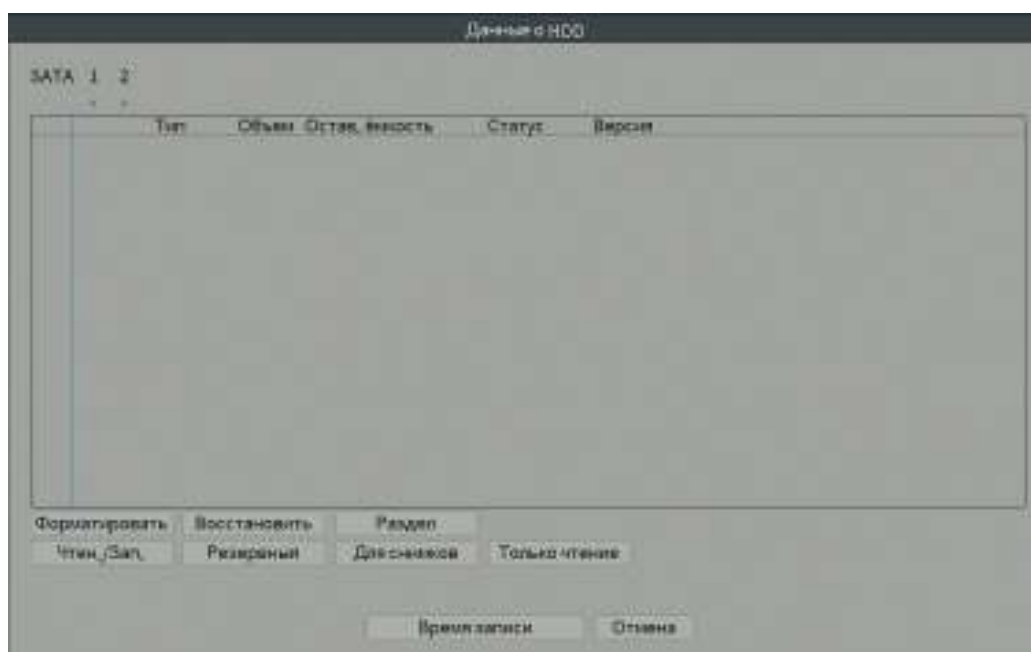 Данные о HDD
SATA 1 2
- -
Тип Объем Остав, ёмкость Статус Версия
Форматировать Восстановить Раздел
Чтен,/Зап, Резервный Для снимков Только чтение
Время записи Отмена